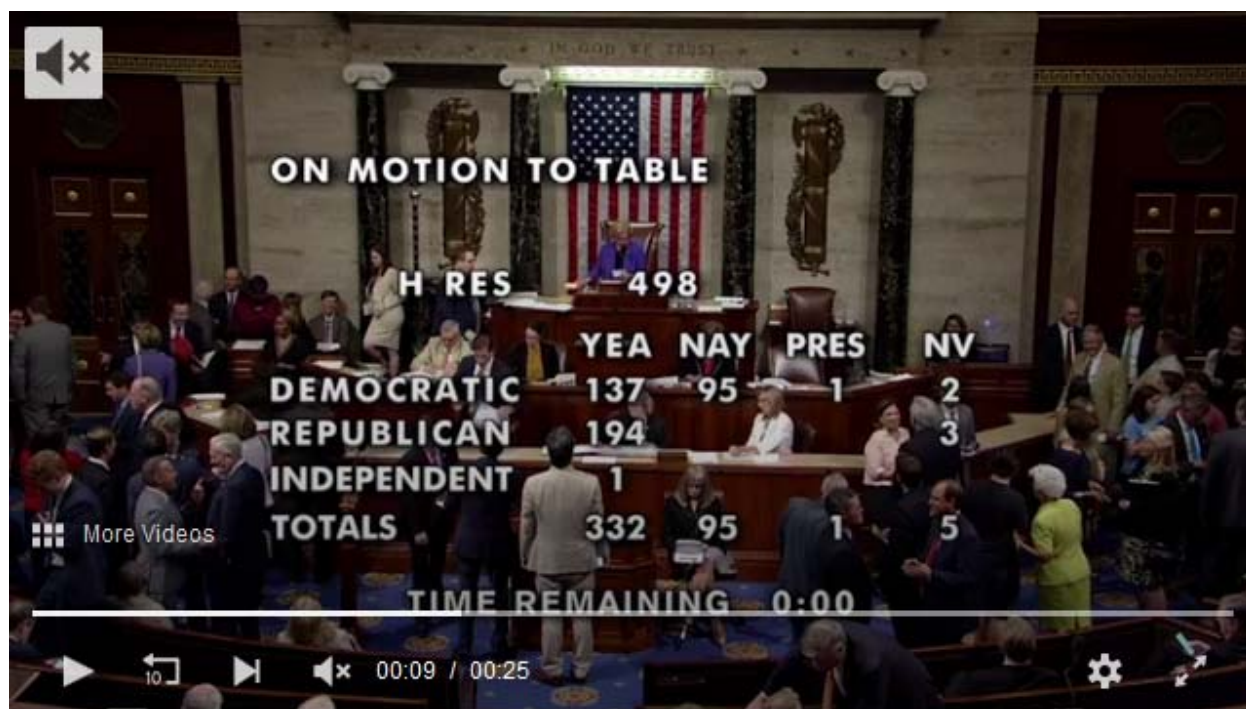 IN GOD WE TRUST
ON MOTION TO TABLE
H RES 498
YEA NAY PRES NV
DEMOCRATIC 137 95 1 2
REPUBLICAN 194 3
INDEPENDENT 1
More Videos
TOTALS 332 95 1 5
TIME REMAINING 0:00
10
00:09 / 00:25